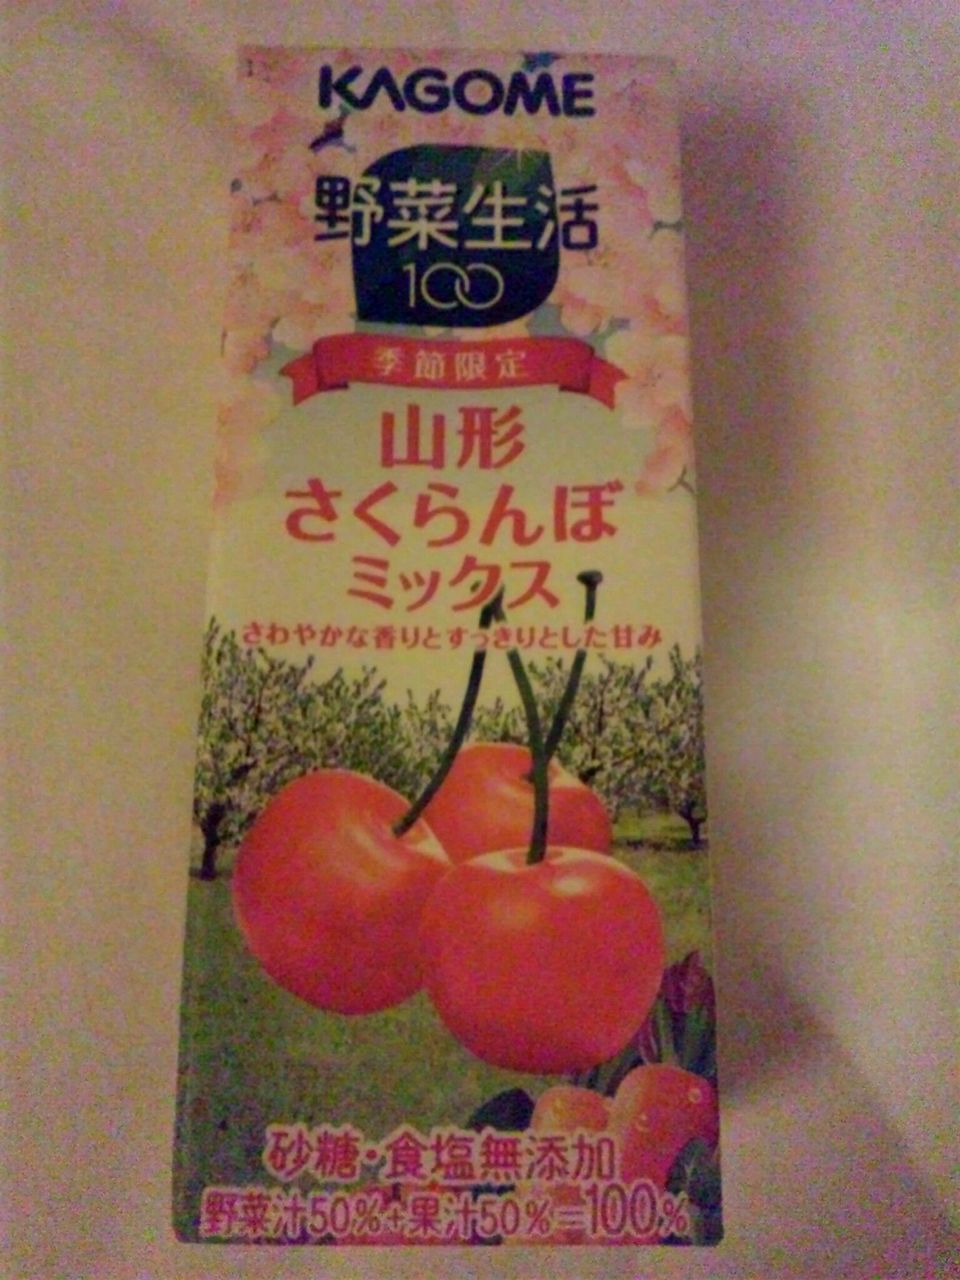 KAGOME
野菜生活
100
季節限定
山形
さくらんぼ
ミックス
さわやかな香りとすっきりとした甘み
砂糖・食塩無添加
野菜汁50%+果汁50%=100%